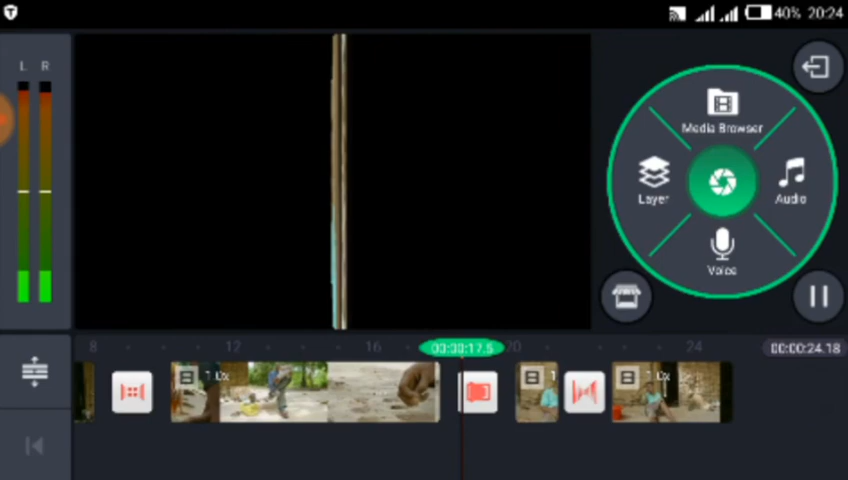 40% 20:24
L R
Media Browser
Layer
Audio
Voice
8 12 16 00:00:17.5 20 24 00:00:24.18
1.0x 1 1.0x